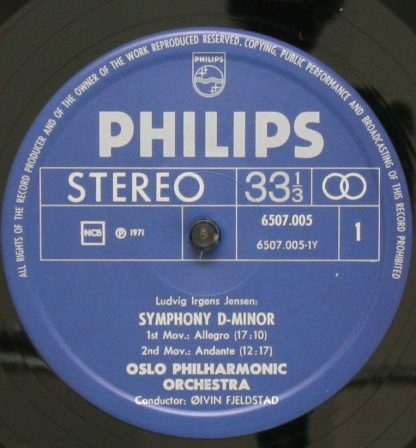 ALL RIGHTS OF THE RECORD PRODUCER AND OF THE OWNER OF THE WORK REPRODUCED RESERVED. COPYING, PUBLIC PERFORMANCE AND BROADCASTING OF THIS RECORD PROHIBITED
PHILIPS
PHILIPS
STEREO 33 1/3
NCB ℗ 1971 6507.005 1
6507.005-1Y
Ludvig Irgens Jensen:
SYMPHONY D-MINOR
1st Mov.: Allegro (17:10)
2nd Mov.: Andante (12:17)
OSLO PHILHARMONIC
ORCHESTRA
Conductor: ØIVIN FJELDSTAD